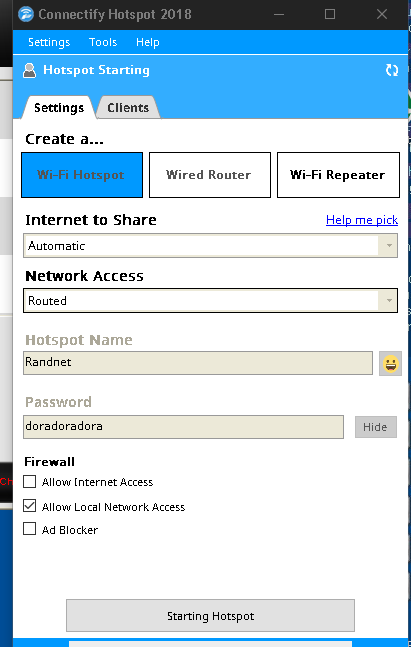 Connectify Hotspot 2018
Settings Tools Help
Hotspot Starting
Settings Clients
Create a...
Wi-Fi Hotspot Wired Router Wi-Fi Repeater
Internet to Share Help me pick
Automatic
Network Access
Routed
Hotspot Name
Randnet
Password
doradoradora Hide
Firewall
Allow Internet Access
Allow Local Network Access
Ch
Ad Blocker
Starting Hotspot